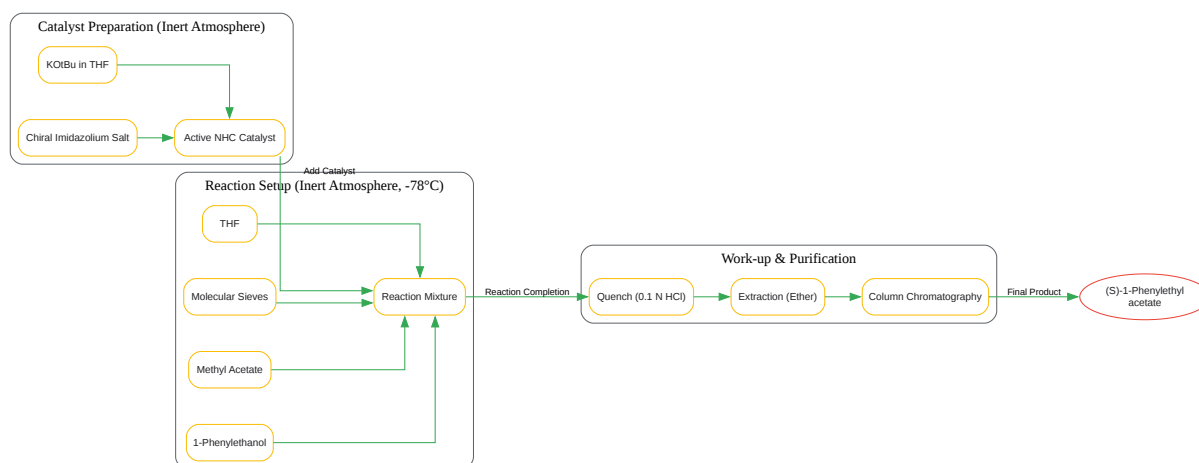 Catalyst Preparation (Inert Atmosphere)
KOtBu in THF
Chiral Imidazolium Salt
Active NHC Catalyst
Add Catalyst
Reaction Setup (Inert Atmosphere, -78°C)
THF
Molecular Sieves
Reaction Mixture
Methyl Acetate
1-Phenylethanol
Reaction Completion
Work-up & Purification
Quench (0.1 N HCl)
Extraction (Ether)
Column Chromatography
Final Product
(S)-1-Phenylethyl
acetate